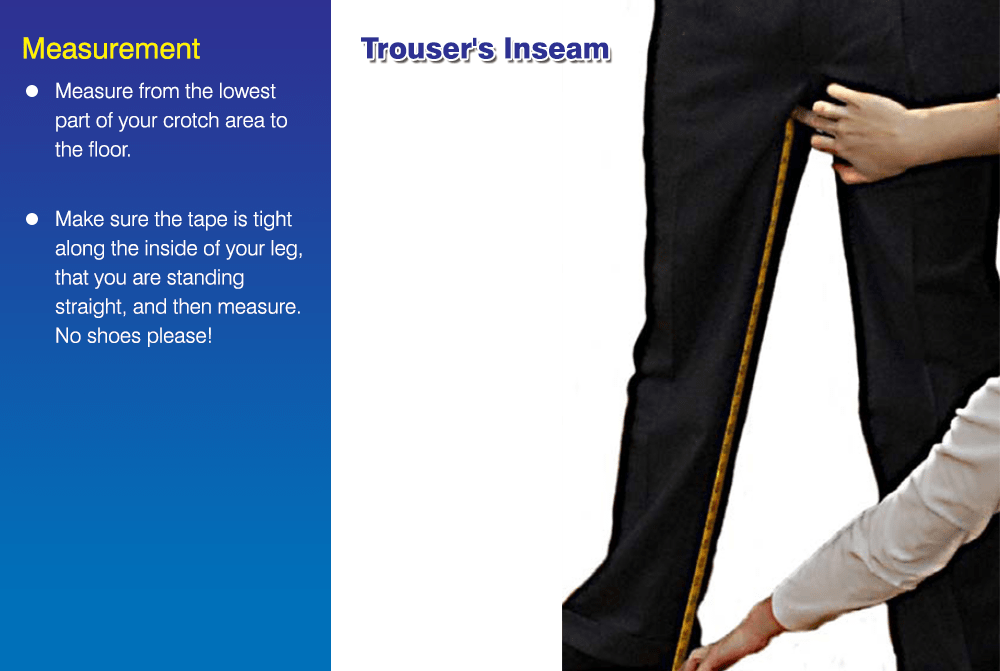 Measurement
Trouser's Inseam
Measure from the lowest
part of your crotch area to
the floor.
Make sure the tape is tight
along the inside of your leg,
that you are standing
straight, and then measure.
No shoes please!